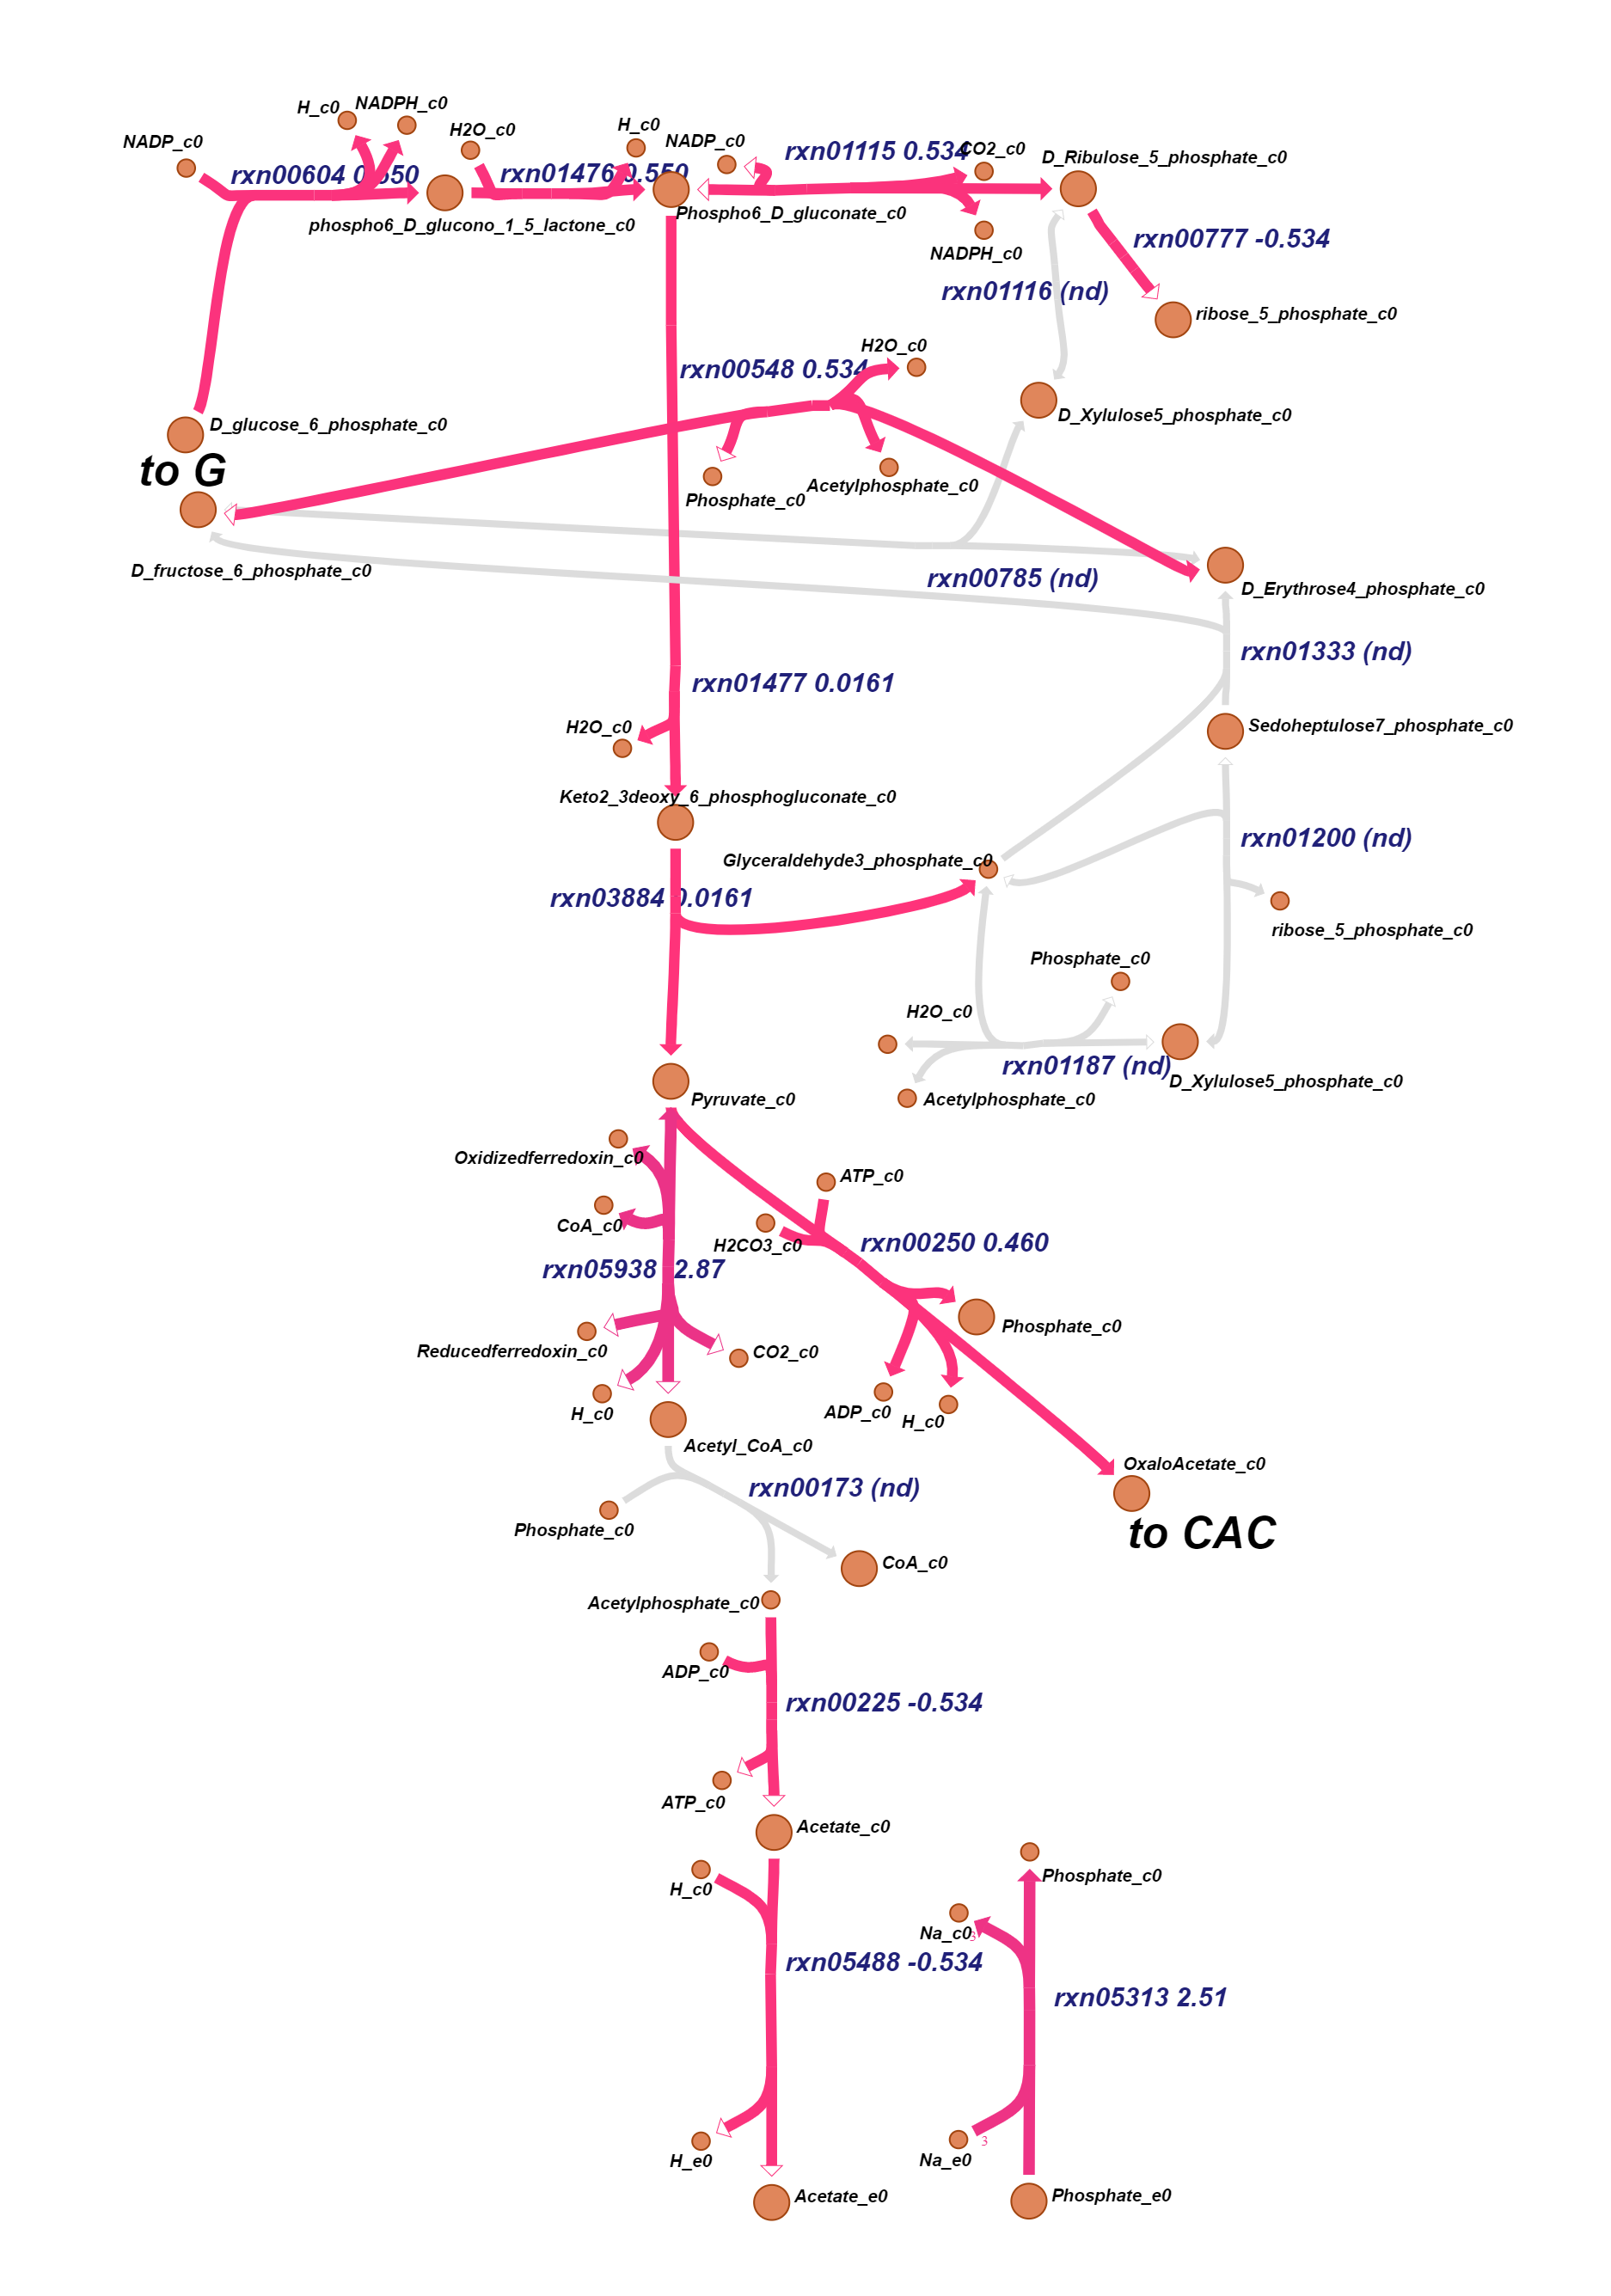 H_c0
NADPH_c0
NADP_c0
H2O_c0
H_c0
NADP_c0
rxn00604 0.550
rxn01476 0.550
rxn01115 0.534
CO2_c0
D_Ribulose_5_phosphate_c0
phospho6_D_glucono_1_5_lactone_c0
Phospho6_D_gluconate_c0
NADPH_c0
rxn00777 -0.534
rxn01116 (nd)
ribose_5_phosphate_c0
H2O_c0
rxn00548 0.534
D_Xylulose5_phosphate_c0
D_glucose_6_phosphate_c0
to G
Phosphate_c0
Acetylphosphate_c0
D_fructose_6_phosphate_c0
rxn00785 (nd)
D_Erythrose4_phosphate_c0
rxn01333 (nd)
rxn01477 0.0161
H2O_c0
Sedoheptulose7_phosphate_c0
Keto2_3deoxy_6_phosphogluconate_c0
rxn01200 (nd)
Glyceraldehyde3_phosphate_c0
rxn03884 0.0161
ribose_5_phosphate_c0
Phosphate_c0
H2O_c0
rxn01187 (nd)
D_Xylulose5_phosphate_c0
Pyruvate_c0
Acetylphosphate_c0
Oxidizedferredoxin_c0
ATP_c0
CoA_c0
H2CO3_c0
rxn00250 0.460
rxn05938 -2.87
Phosphate_c0
Reducedferredoxin_c0
CO2_c0
H_c0
ADP_c0
H_c0
Acetyl_CoA_c0
OxaloAcetate_c0
rxn00173 (nd)
Phosphate_c0
to CAC
CoA_c0
Acetylphosphate_c0
ADP_c0
rxn00225 -0.534
ATP_c0
Acetate_c0
Phosphate_c0
H_c0
Na_c0
3
rxn05488 -0.534
rxn05313 2.51
3
H_e0
Na_e0
Acetate_e0
Phosphate_e0